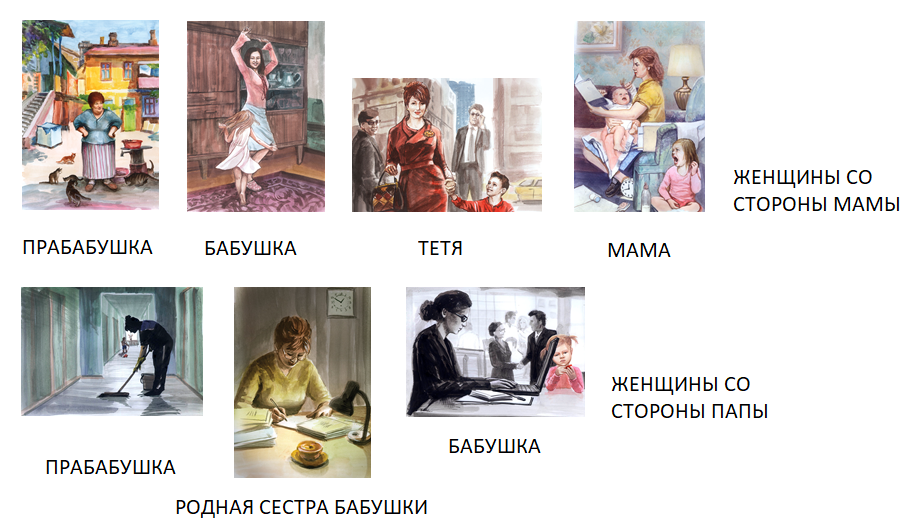 ПРАБАБУШКА
БАБУШКА
ТЕТЯ
МАМА
ЖЕНЩИНЫ СО
СТОРОНЫ МАМЫ
ПРАБАБУШКА
РОДНАЯ СЕСТРА БАБУШКИ
БАБУШКА
ЖЕНЩИНЫ СО
СТОРОНЫ ПАПЫ